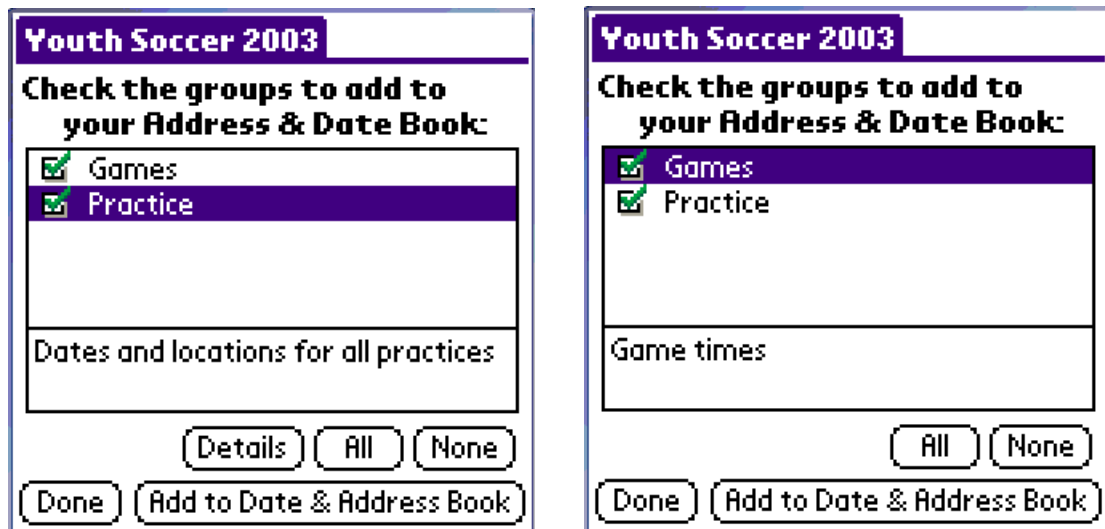 Youth Soccer 2003
Check the groups to add to
your Address & Date Book:
Games
Practice
Dates and locations for all practices
Details All None
Done Add to Date & Address Book
Youth Soccer 2003
Check the groups to add to
your Address & Date Book:
Games
Practice
Game times
All None
Done Add to Date & Address Book